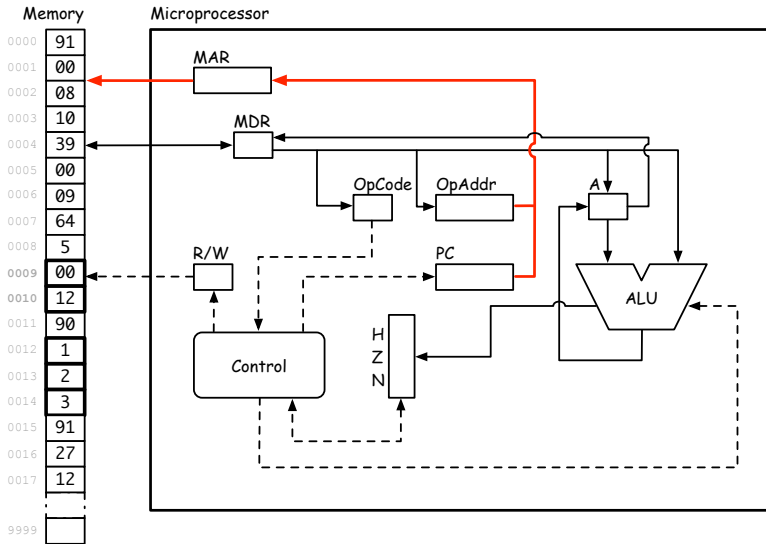 Memory Microprocessor
0000 91
0001 00
0002 08
0003 10
0004 39
0005 00
0006 09
0007 64
0008 5
0009 00
0010 12
0011 90
0012 1
0013 2
0014 3
0015 91
0016 27
0017 12
9999
MAR
MDR
OpCode OpAddr A
R/W PC
ALU
H
Z
N
Control